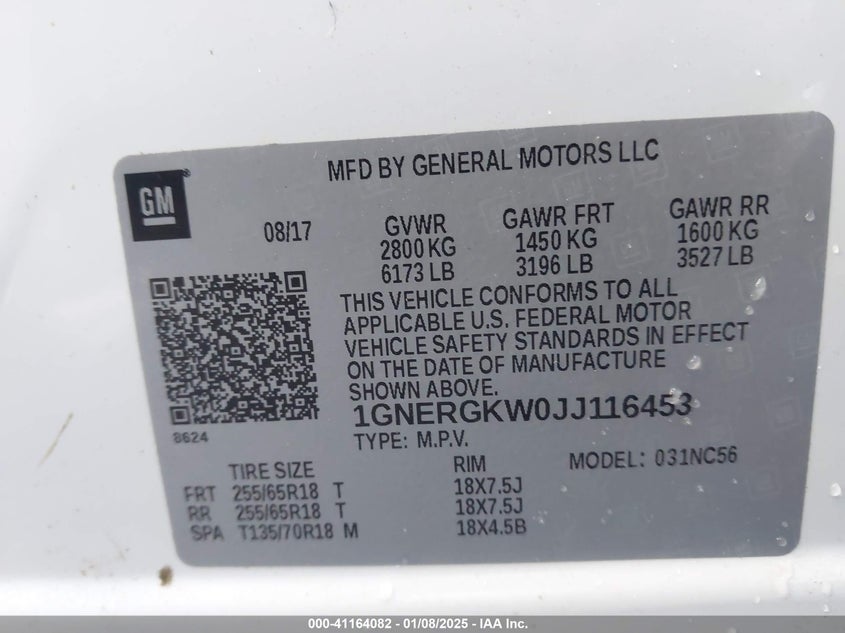 MFD BY GENERAL MOTORS LLC
GM
08/17
GVWR GAWR FRT GAWR RR
2800 KG 1450 KG 1600 KG
6173 LB 3196 LB 3527 LB
THIS VEHICLE CONFORMS TO ALL
APPLICABLE U.S. FEDERAL MOTOR
VEHICLE SAFETY STANDARDS IN EFFECT
ON THE DATE OF MANUFACTURE
SHOWN ABOVE.
8624
1GNERGKW0JJ116453
TYPE: M.P.V.
TIRE SIZE RIM MODEL: 031NC56
FRT 255/65R18 T 18X7.5J
RR 255/65R18 T 18X7.5J
SPA T135/70R18 M 18X4.5B
000-41164082 - 01/08/2025 - IAA Inc.